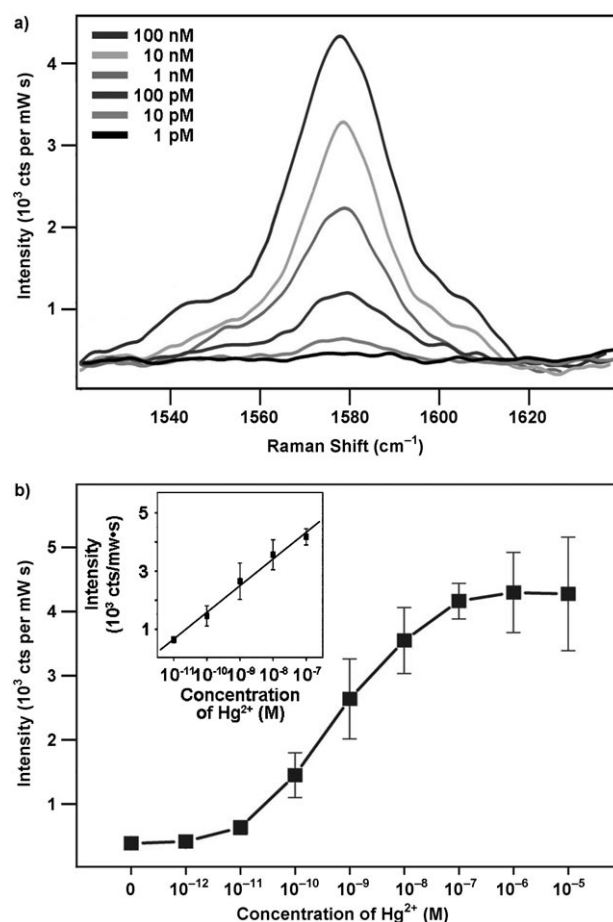 a)
100 nM
10 nM
1 nM
100 pM
10 pM
1 pM
4
3
2
1
Intensity (10³ cts per mW s)
1540 1560 1580 1600 1620
Raman Shift (cm⁻¹)
b)
5
4
3
2
1
Intensity (10³ cts per mW s)
5
3
1
Intensity
(10³ cts/mw•s)
10⁻¹¹ 10⁻¹⁰ 10⁻⁹ 10⁻⁸ 10⁻⁷
Concentration
of Hg²⁺ (M)
0 10⁻¹² 10⁻¹¹ 10⁻¹⁰ 10⁻⁹ 10⁻⁸ 10⁻⁷ 10⁻⁶ 10⁻⁵
Concentration of Hg²⁺ (M)